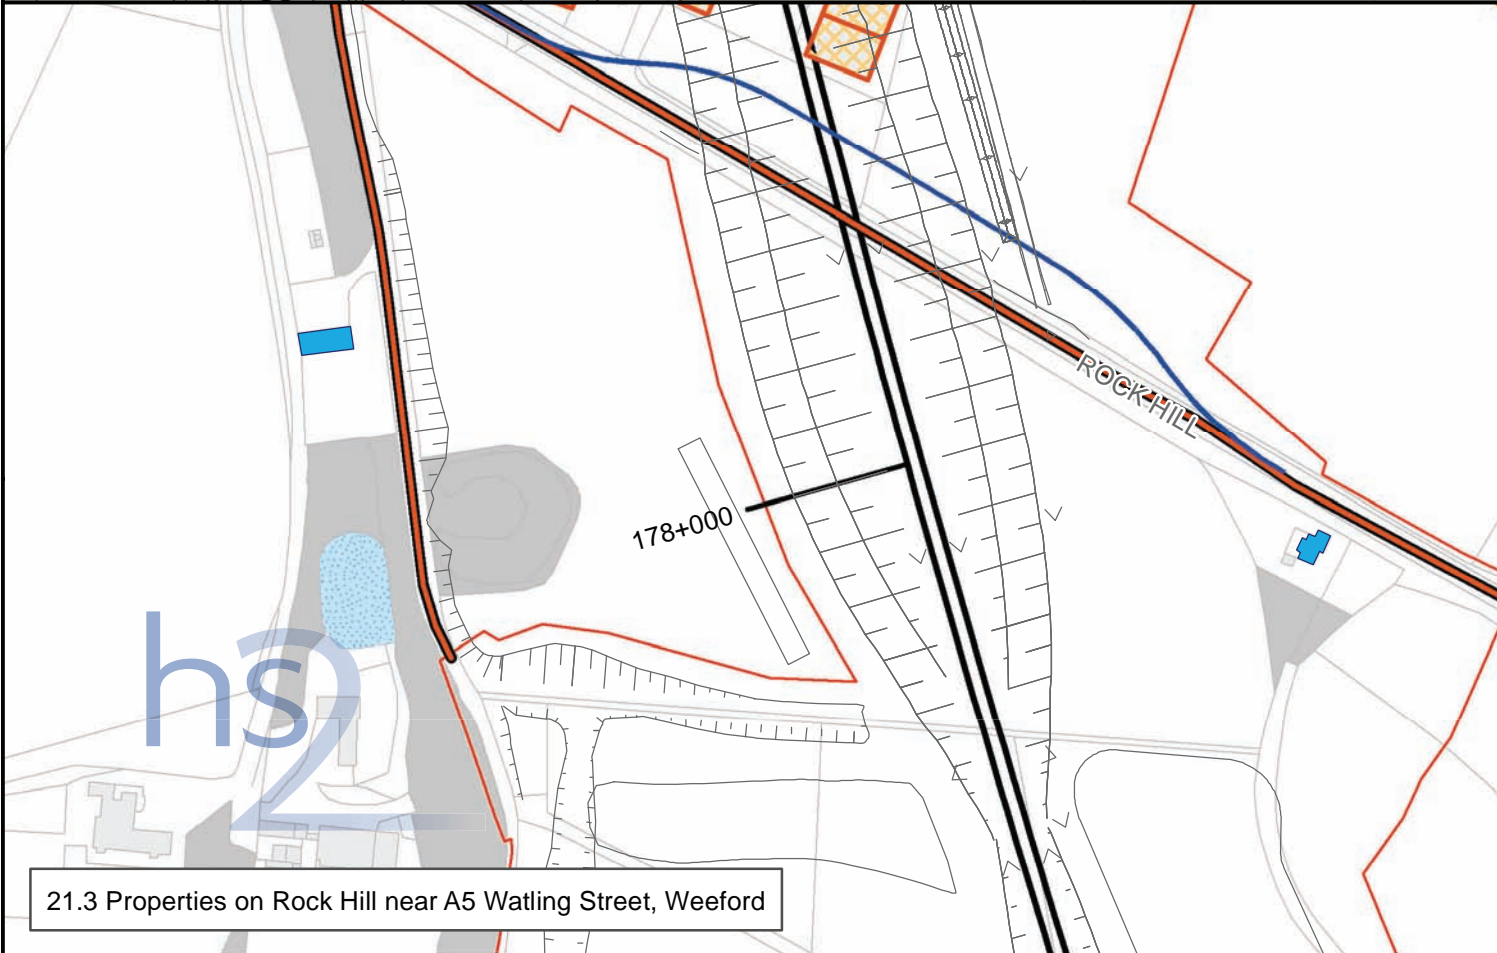 ROCK HILL
178+000
hs2
21.3 Properties on Rock Hill near A5 Watling Street, Weeford